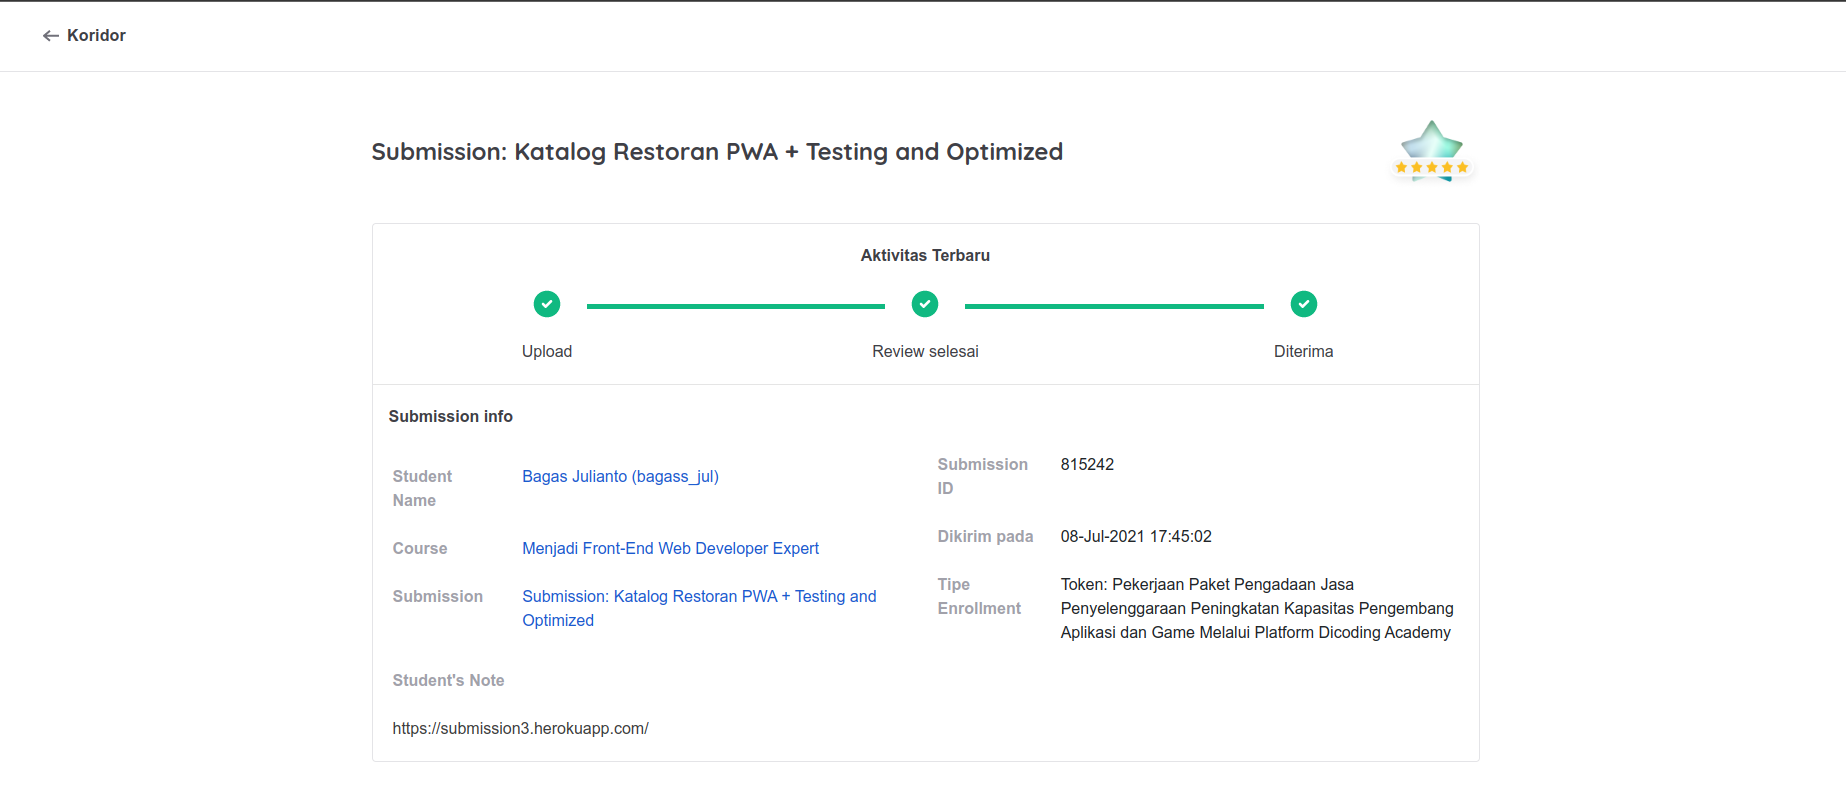 Koridor
Submission: Katalog Restoran PWA + Testing and Optimized
Aktivitas Terbaru
Upload
Review selesai
Diterima
Submission info
Student
Name
Bagas Julianto (bagass_jul)
Course
Menjadi Front-End Web Developer Expert
Submission
Submission: Katalog Restoran PWA + Testing and
Optimized
Submission
ID
815242
Dikirim pada
08-Jul-2021 17:45:02
Tipe
Enrollment
Token: Pekerjaan Paket Pengadaan Jasa
Penyelenggaraan Peningkatan Kapasitas Pengembang
Aplikasi dan Game Melalui Platform Dicoding Academy
Student's Note
https://submission3.herokuapp.com/